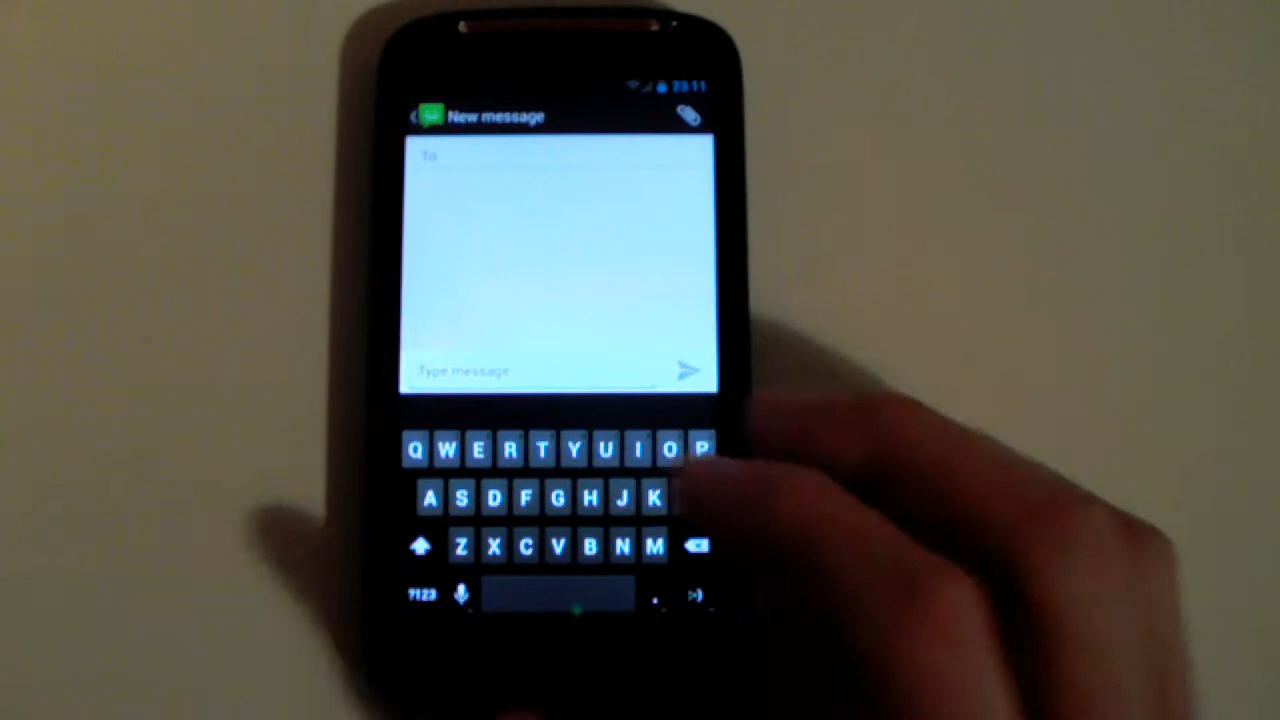 23:11
New message
To
Type message
Q W E R T Y U I O P
A S D F G H J K
Z X C V B N M
?123 . :-)